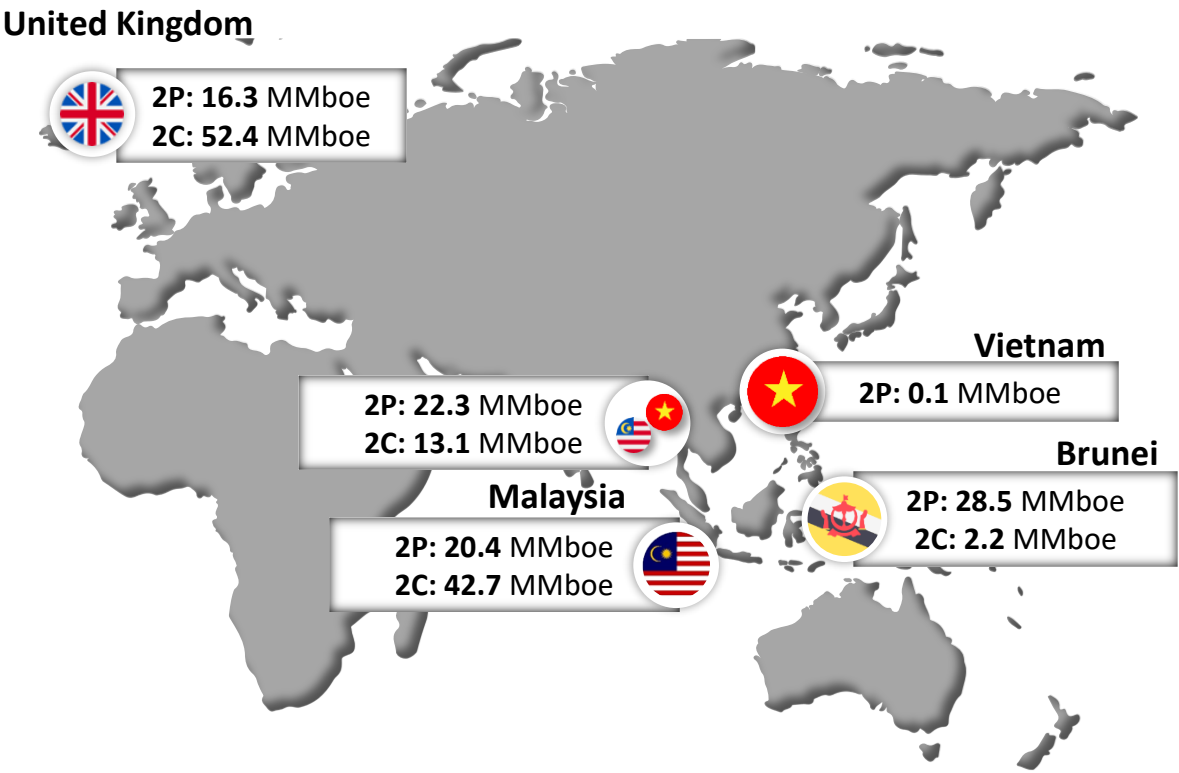 United Kingdom
2P: 16.3 MMboe
2C: 52.4 MMboe
Vietnam
2P: 0.1 MMboe
2P: 22.3 MMboe
2C: 13.1 MMboe
Brunei
2P: 28.5 MMboe
2C: 2.2 MMboe
Malaysia
2P: 20.4 MMboe
2C: 42.7 MMboe